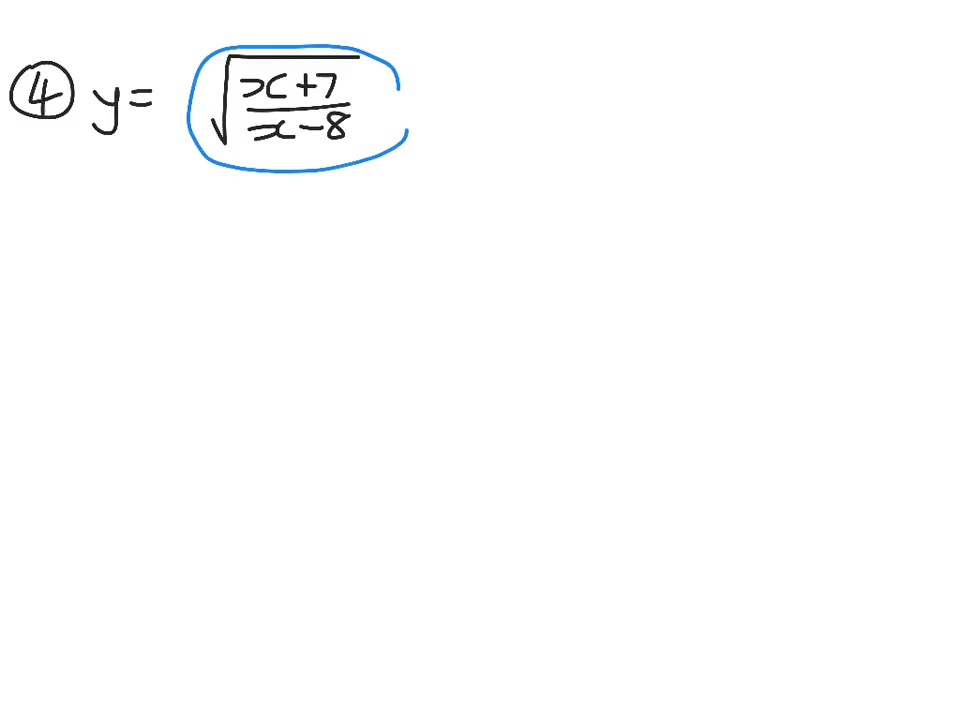 ④ y = √((x+7)/(x-8))